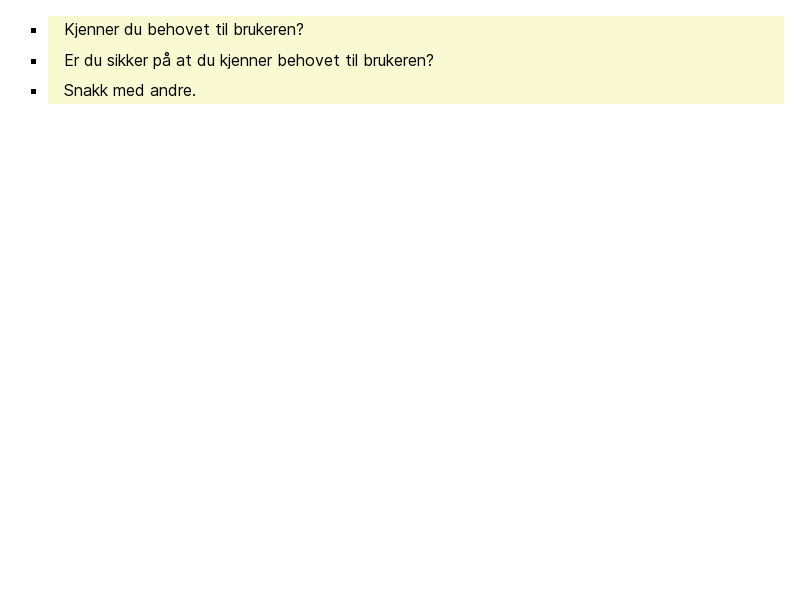 Kjenner du behovet til brukeren?
Er du sikker på at du kjenner behovet til brukeren?
Snakk med andre.